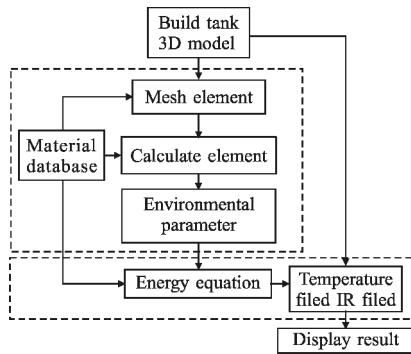 Build tank
3D model
Mesh element
Material
database
Calculate element
Environmental
parameter
Energy equation
Temperature
filed IR filed
Display result